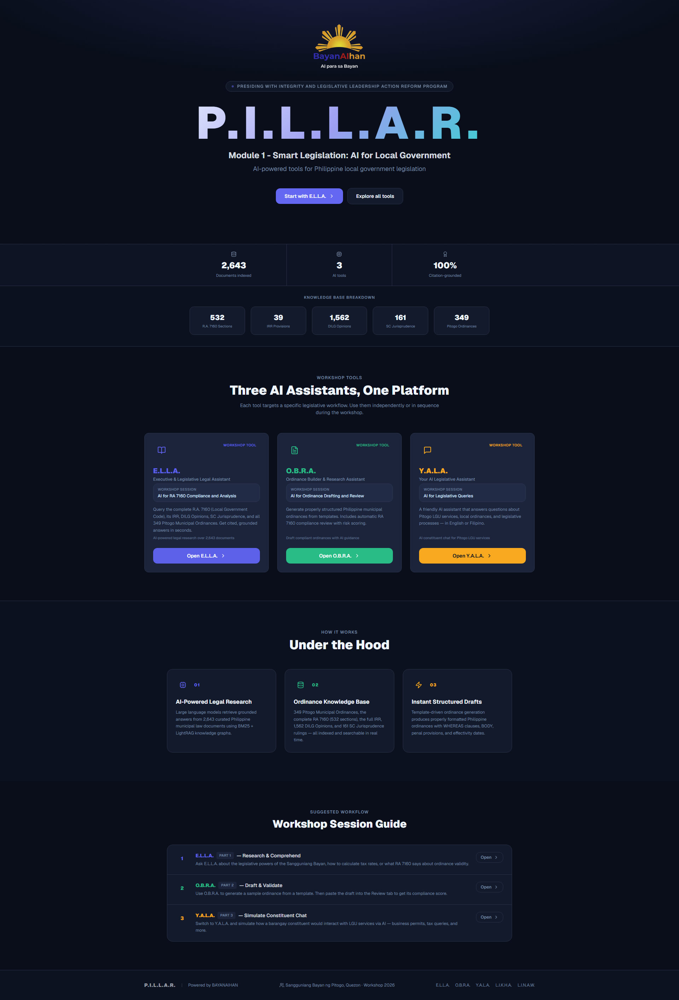 BayanAIhan
AI para sa Bayan
PRESIDING WITH INTEGRITY AND LEGISLATIVE LEADERSHIP ACTION REFORM PROGRAM
P.I.L.L.A.R.
Module 1 - Smart Legislation: AI for Local Government
AI-powered tools for Philippine local government legislation
Start with E.L.L.A.
Explore all tools
2,643
Documents indexed
3
AI tools
100%
Citation-grounded
KNOWLEDGE BASE BREAKDOWN
532
R.A. 7160 Sections
39
IRR Provisions
1,562
DILG Opinions
161
SC Jurisprudence
349
Pitogo Ordinances
WORKSHOP TOOLS
Three AI Assistants, One Platform
Each tool targets a specific legislative workflow. Use them independently or in sequence
during the workshop.
WORKSHOP TOOL
E.L.L.A.
Executive & Legislative Legal Assistant
WORKSHOP SESSION
AI for RA 7160 Compliance and Analysis
Query the complete R.A. 7160 (Local Government
Code), its IRR, DILG Opinions, SC Jurisprudence, and all
349 Pitogo Municipal Ordinances. Get cited, grounded
answers in seconds.
AI-powered legal research over 2,643 documents
Open E.L.L.A.
WORKSHOP TOOL
O.B.R.A.
Ordinance Builder & Research Assistant
WORKSHOP SESSION
AI for Ordinance Drafting and Review
Generate properly structured Philippine municipal
ordinances from templates. Includes automatic RA
7160 compliance review with risk scoring.
Draft compliant ordinances with AI guidance
Open O.B.R.A.
WORKSHOP TOOL
Y.A.L.A.
Your AI Legislative Assistant
WORKSHOP SESSION
AI for Legislative Queries
A friendly AI assistant that answers questions about
Pitogo LGU services, local ordinances, and legislative
processes — in English or Filipino.
AI constituent chat for Pitogo LGU services
Open Y.A.L.A.
HOW IT WORKS
Under the Hood
01
AI-Powered Legal Research
Large language models retrieve grounded
answers from 2,643 curated Philippine
municipal law documents using BM25 +
LightRAG knowledge graphs.
02
Ordinance Knowledge Base
349 Pitogo Municipal Ordinances, the
complete RA 7160 (532 sections), the full IRR,
1,562 DILG Opinions, and 161 SC Jurisprudence
rulings — all indexed and searchable in real
time.
03
Instant Structured Drafts
Template-driven ordinance generation
produces properly formatted Philippine
ordinances with WHEREAS clauses, BODY,
penal provisions, and effectivity dates.
SUGGESTED WORKFLOW
Workshop Session Guide
1
E.L.L.A. PART 1 — Research & Comprehend
Ask E.L.L.A. about the legislative powers of the Sangguniang Bayan, how to calculate tax rates, or what RA 7160 says about ordinance validity.
Open
2
O.B.R.A. PART 2 — Draft & Validate
Use O.B.R.A. to generate a sample ordinance from a template. Then paste the draft into the Review tab to get its compliance score.
Open
3
Y.A.L.A. PART 3 — Simulate Constituent Chat
Switch to Y.A.L.A. and simulate how a barangay constituent would interact with LGU services via AI — business permits, tax queries, and
more.
Open
P.I.L.L.A.R. | Powered by BAYANAIHAN
Sangguniang Bayan ng Pitogo, Quezon · Workshop 2026
E.L.L.A. O.B.R.A. Y.A.L.A. L.I.K.H.A. L.I.N.A.W.